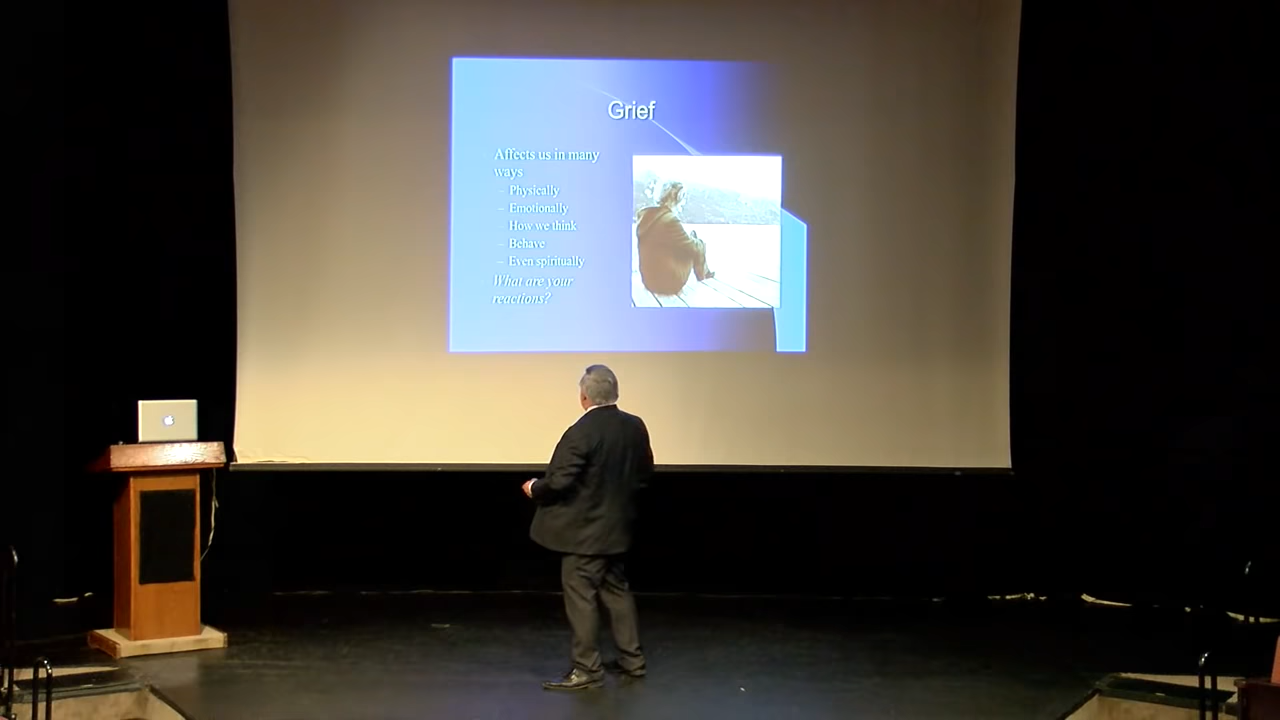 Grief
Affects us in many
ways
– Physically
– Emotionally
– How we think
– Behave
– Even spiritually
What are your
reactions?